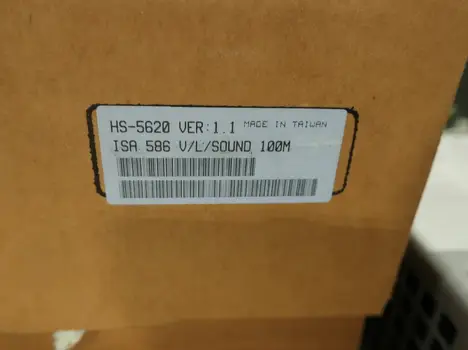 HS-5620 VER:1.1 MADE IN TAIWAN
ISA 586 V/L/SOUND 100M